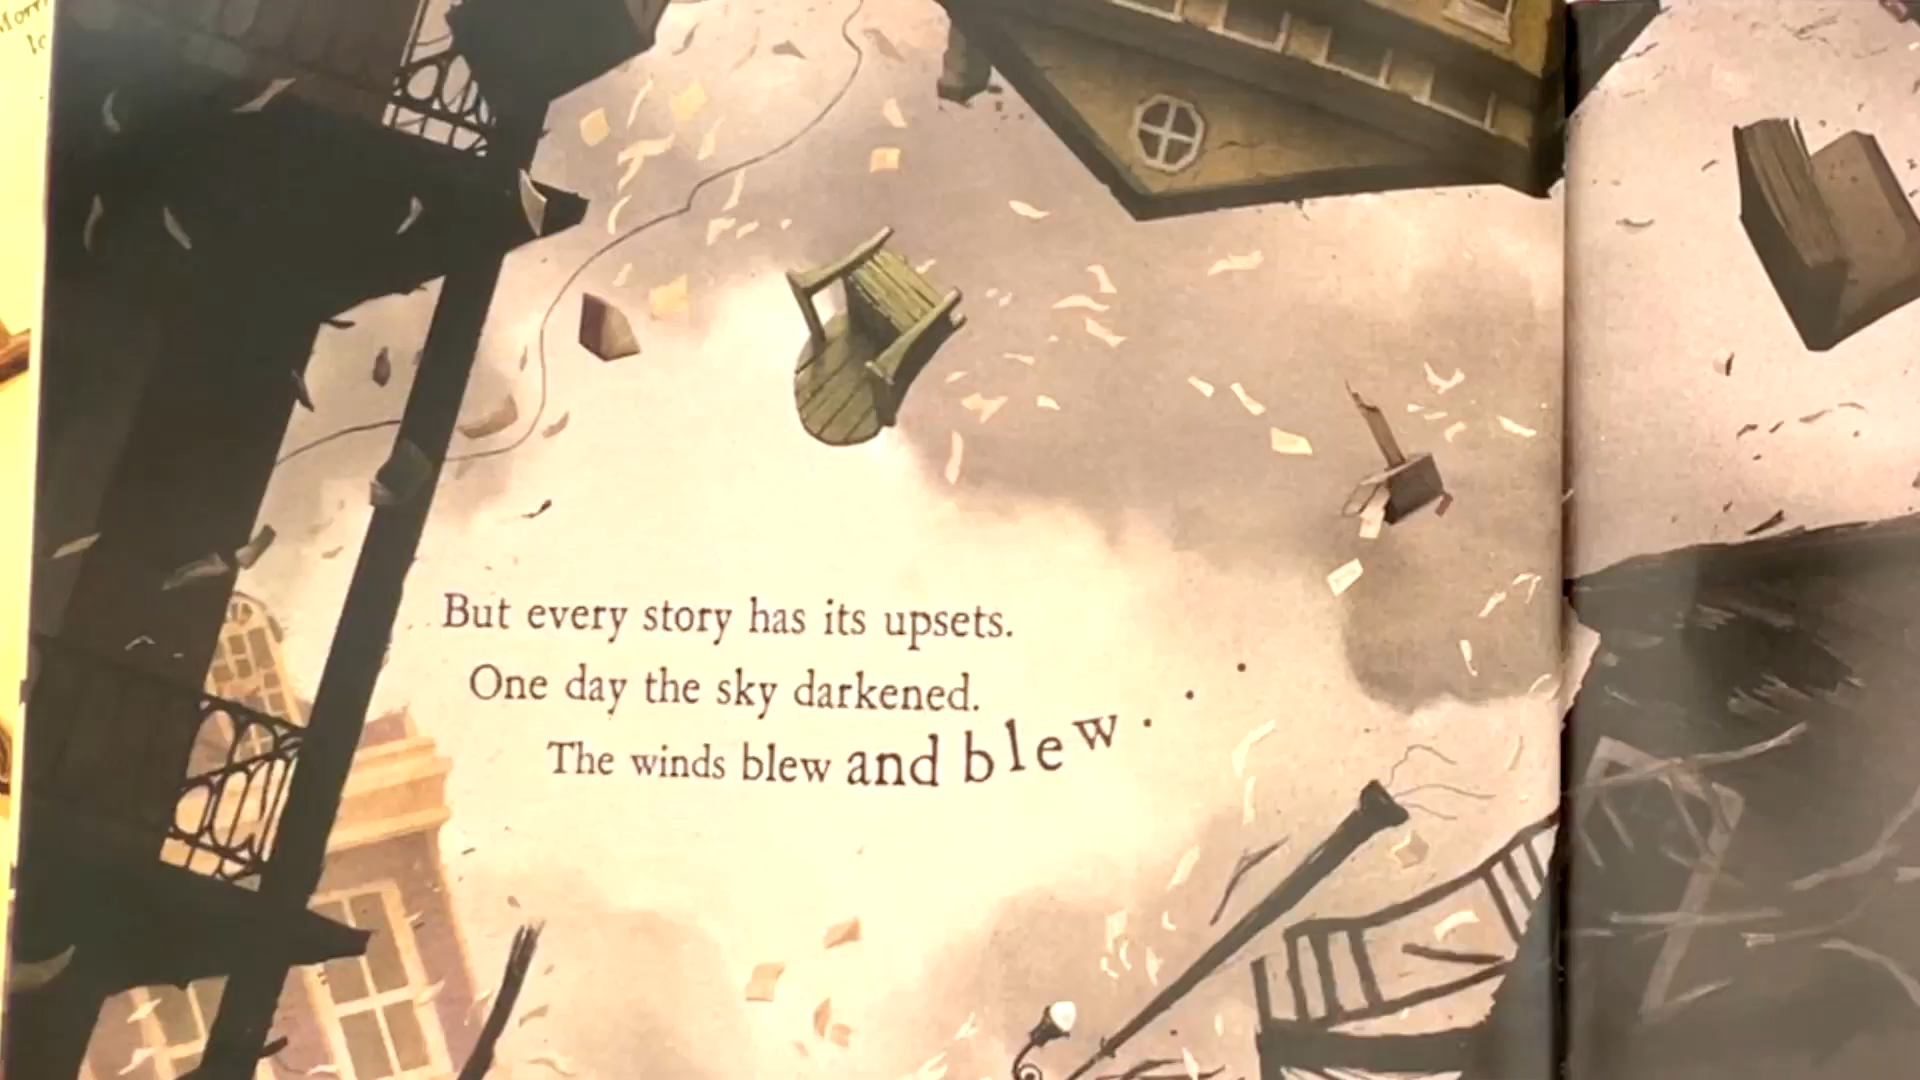 But every story has its upsets.
One day the sky darkened.
The winds blew and blew . . .